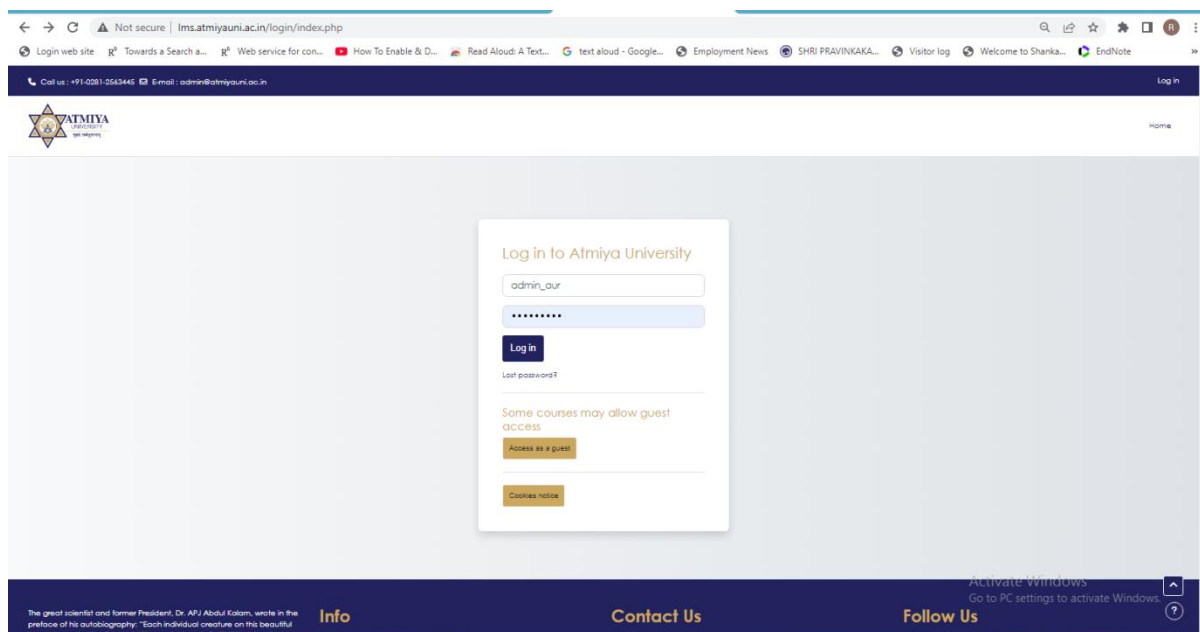 Not secure | lms.atmiyauni.ac.in/login/index.php
R
Login web site R⁶ Towards a Search a... R⁶ Web service for con... How To Enable & D... Read Aloud: A Text... G text aloud - Google... Employment News SHRI PRAVINKAKA... Visitor log Welcome to Shanka... EndNote »
Call us : +91-0281-2563445 E-mail : admin@atmiyauni.ac.in Log in
ATMIYA
UNIVERSITY
Home
Log in to Atmiya University
admin_aur
•••••••••
Log in
Lost password?
Some courses may allow guest
access
Access as a guest
Cookies notice
Activate Windows
Go to PC settings to activate Windows.
The great scientist and former President, Dr. APJ Abdul Kalam, wrote in the
preface of his autobiography: "Each individual creature on this beautiful
Info Contact Us Follow Us
?